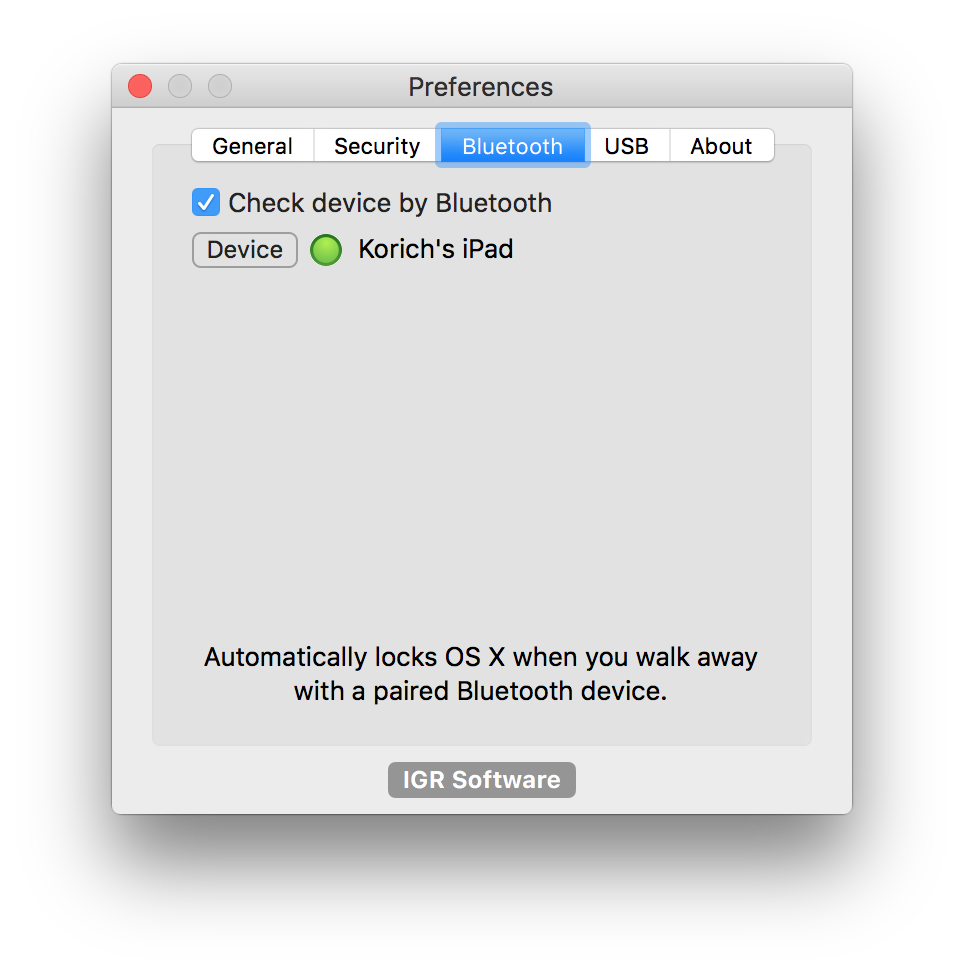 Preferences
General Security Bluetooth USB About
Check device by Bluetooth
Device Korich's iPad
Automatically locks OS X when you walk away
with a paired Bluetooth device.
IGR Software